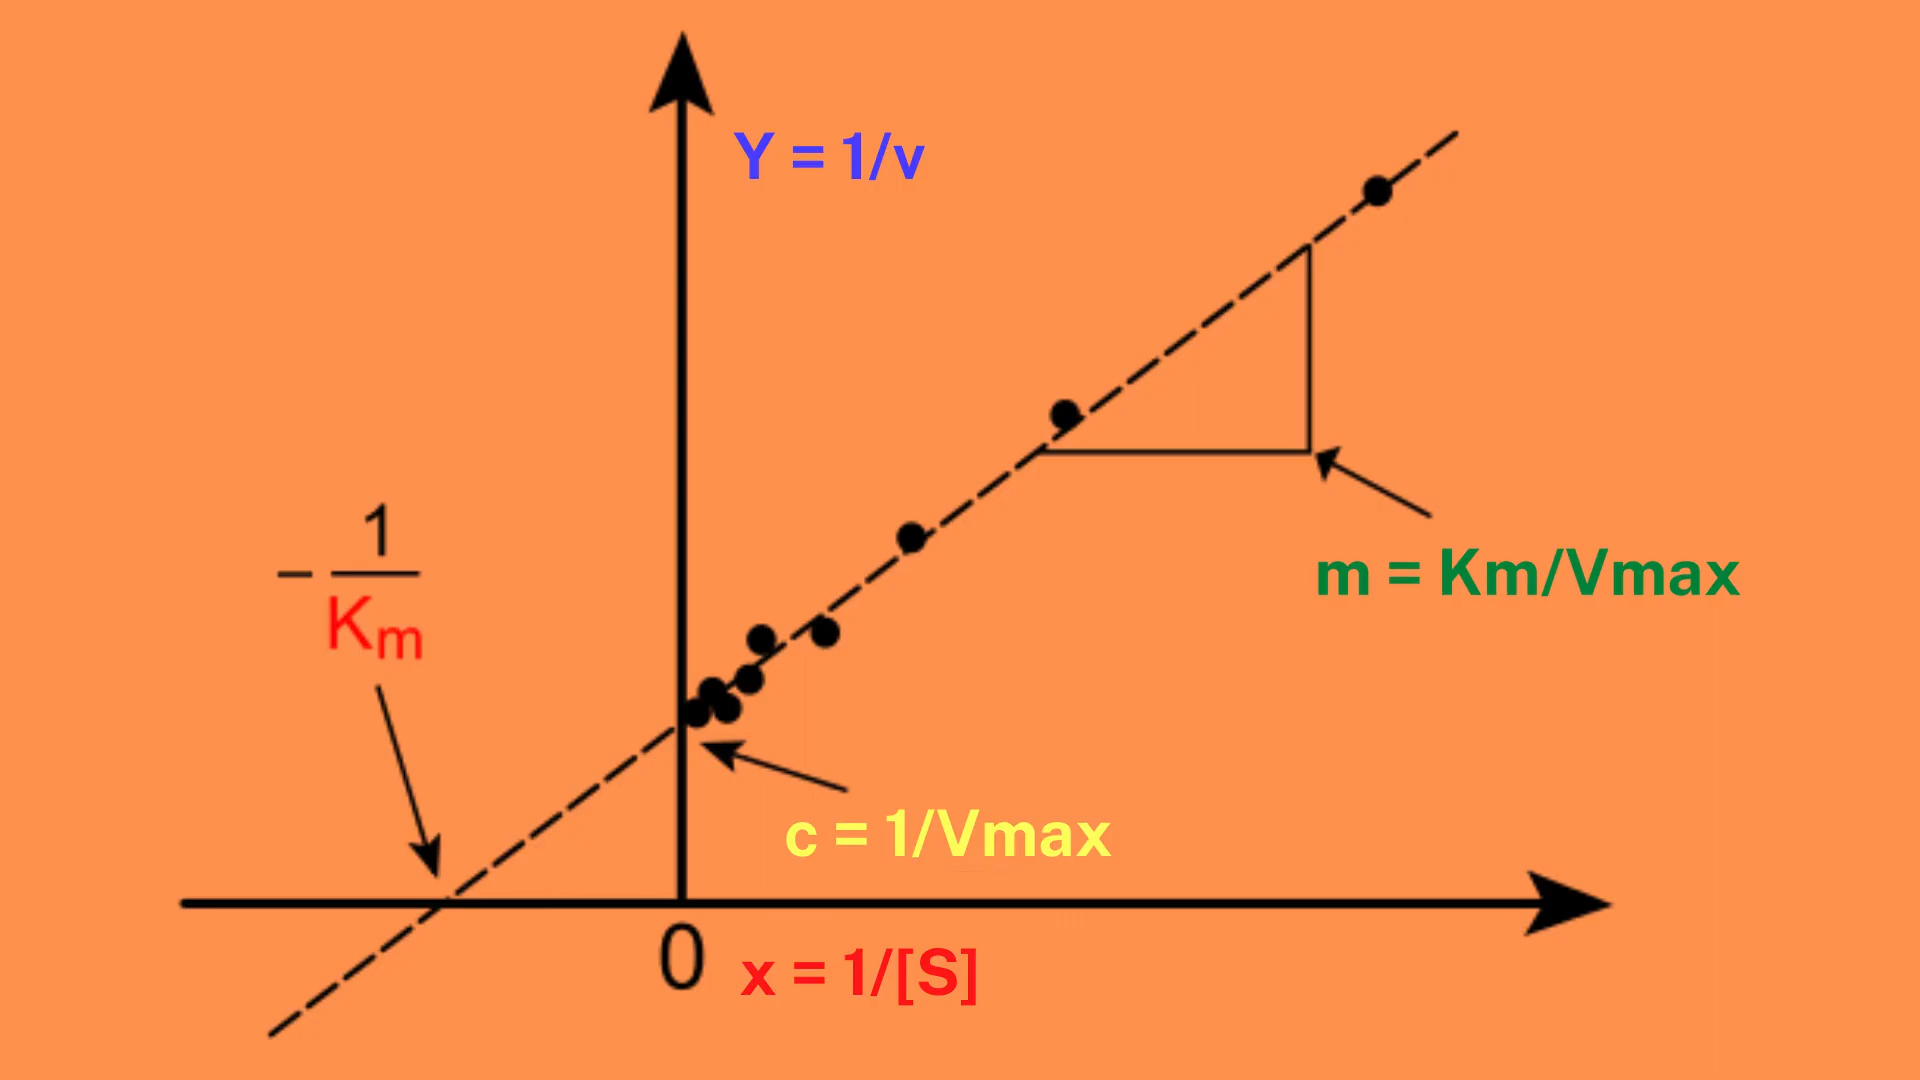 Y = 1/v
− 1
Km
m = Km/Vmax
c = 1/Vmax
0
x = 1/[S]